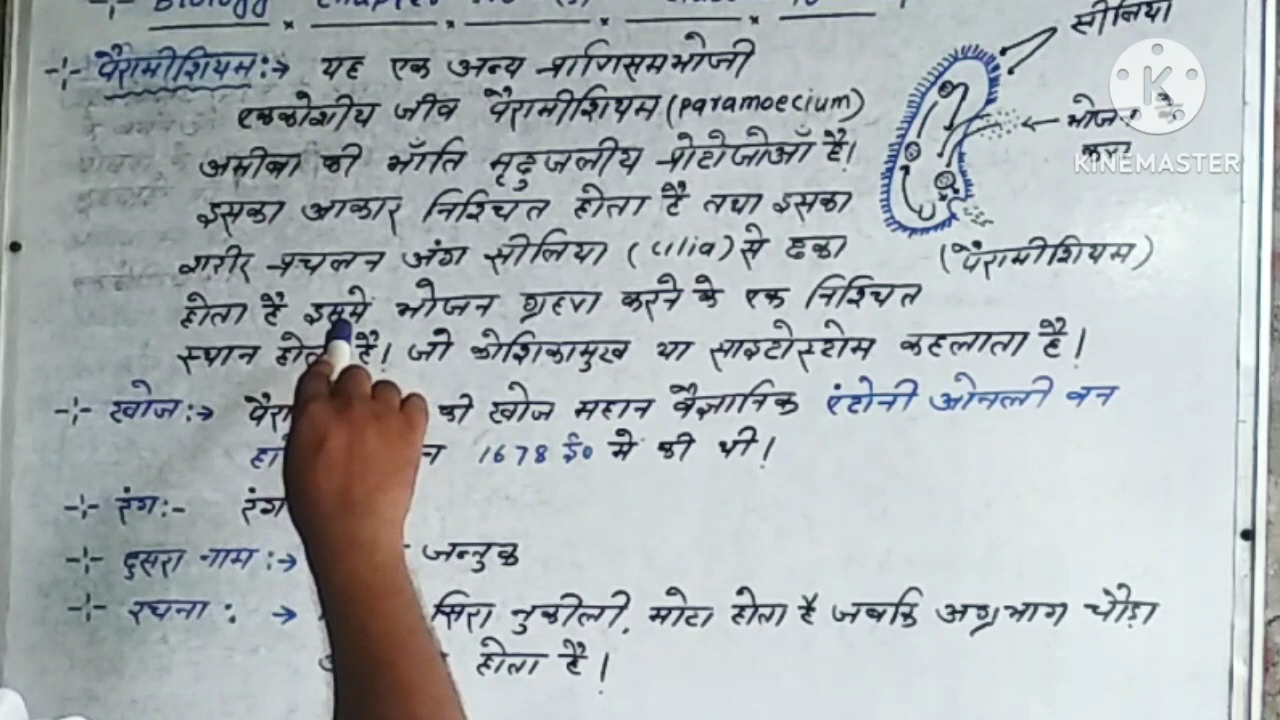 Biology
-:- पैरामीशियम :→ यह एक अन्य प्राणिसमभोजी
एककोशीय जीव पैरामीशियम (Paramoecium)
अमीबा की भाँति मृदुजलीय प्रोटोजोआँ है।
इसका आकार निश्चित होता है तथा इसका
शरीर प्रचलन अंग सीलिया (Cilia) से ढका
होता है इसमे भोजन ग्रहण करने के एक निश्चित
स्थान होता है। जो कोशिकामुख या साइटोस्टोम कहलाता है।
-:- खोज :→ की खोज महान वैज्ञानिक एंटोनी ओनली वन
1678 ई० मे की थी।
-:- रंग :- रंग
-:- दुसरा नाम :→ जन्तुक
-:- रचना : → सिरा नुकीली, मोटा होता है जबकि अग्रभाग चौड़ा
होता है।
सीलिया
भोजन के
कण
(पैरामीशियम)
K
KINEMASTER